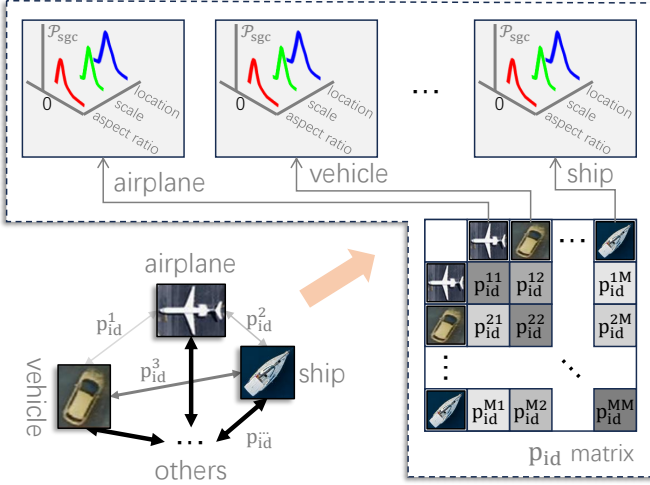 𝒫sgc
0
location
scale
aspect ratio
𝒫sgc
0
location
scale
aspect ratio
...
𝒫sgc
0
location
scale
aspect ratio
airplane
vehicle
ship
...
p11id p12id p1Mid
p21id p22id p2Mid
... ...
pM1id pM2id pMMid
pid matrix
airplane
p1id p2id
vehicle
p3id
ship
...
p...id
others